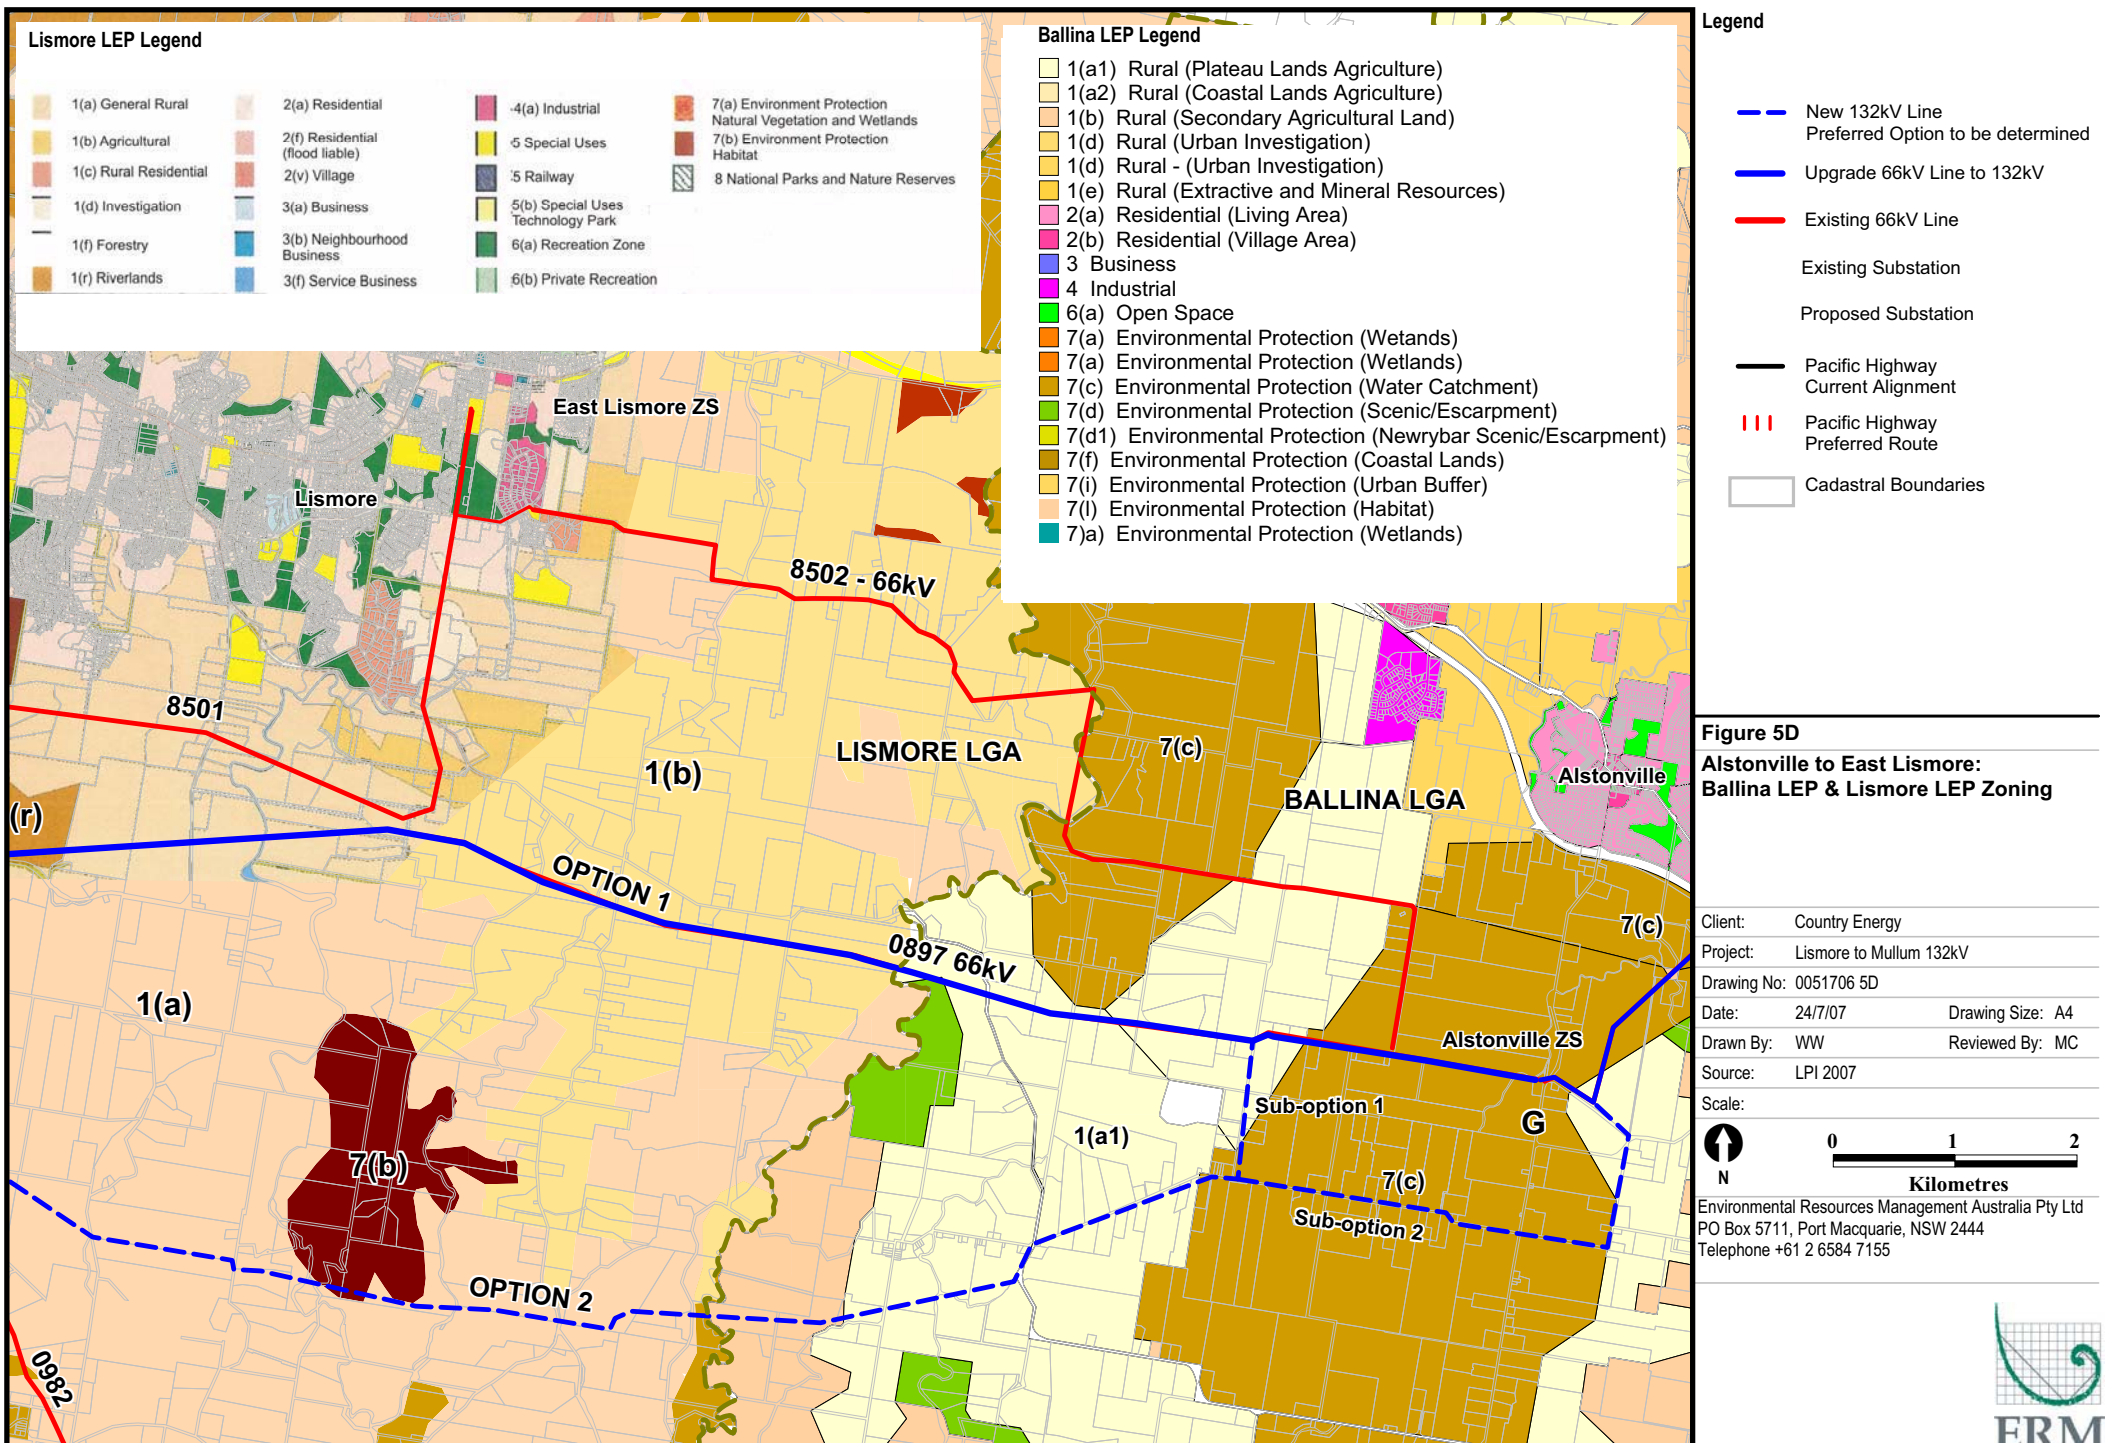 Lismore LEP Legend
1(a) General Rural
1(b) Agricultural
1(c) Rural Residential
1(d) Investigation
1(f) Forestry
1(r) Riverlands
2(a) Residential
2(f) Residential
(flood liable)
2(v) Village
3(a) Business
3(b) Neighbourhood
Business
3(f) Service Business
4(a) Industrial
5 Special Uses
5 Railway
5(b) Special Uses
Technology Park
6(a) Recreation Zone
6(b) Private Recreation
7(a) Environment Protection
Natural Vegetation and Wetlands
7(b) Environment Protection
Habitat
8 National Parks and Nature Reserves
Ballina LEP Legend
1(a1) Rural (Plateau Lands Agriculture)
1(a2) Rural (Coastal Lands Agriculture)
1(b) Rural (Secondary Agricultural Land)
1(d) Rural (Urban Investigation)
1(d) Rural - (Urban Investigation)
1(e) Rural (Extractive and Mineral Resources)
2(a) Residential (Living Area)
2(b) Residential (Village Area)
3 Business
4 Industrial
6(a) Open Space
7(a) Environmental Protection (Wetands)
7(a) Environmental Protection (Wetlands)
7(c) Environmental Protection (Water Catchment)
7(d) Environmental Protection (Scenic/Escarpment)
7(d1) Environmental Protection (Newrybar Scenic/Escarpment)
7(f) Environmental Protection (Coastal Lands)
7(i) Environmental Protection (Urban Buffer)
7(l) Environmental Protection (Habitat)
7)a) Environmental Protection (Wetlands)
East Lismore ZS
Lismore
8502 - 66kV
8501
LISMORE LGA
7(c)
1(b)
BALLINA LGA
Alstonville
(r)
OPTION 1
0897 66kV
7(c)
1(a)
Alstonville ZS
Sub-option 1
G
1(a1)
7(b)
7(c)
Sub-option 2
OPTION 2
0982
Legend
New 132kV Line
Preferred Option to be determined
Upgrade 66kV Line to 132kV
Existing 66kV Line
Existing Substation
Proposed Substation
Pacific Highway
Current Alignment
Pacific Highway
Preferred Route
Cadastral Boundaries
Figure 5D
Alstonville to East Lismore:
Ballina LEP & Lismore LEP Zoning
Client: Country Energy
Project: Lismore to Mullum 132kV
Drawing No: 0051706 5D
Date: 24/7/07 Drawing Size: A4
Drawn By: WW Reviewed By: MC
Source: LPI 2007
Scale:
0 1 2
N
Kilometres
Environmental Resources Management Australia Pty Ltd
PO Box 5711, Port Macquarie, NSW 2444
Telephone +61 2 6584 7155
ERM